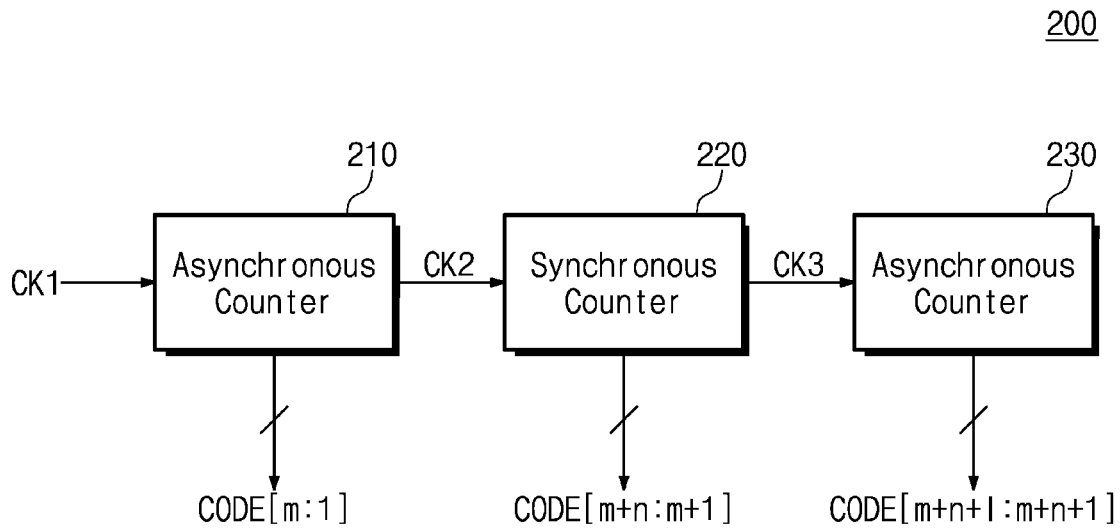 200
210
220
230
CK1
Asynchronous
Counter
CK2
Synchronous
Counter
CK3
Asynchronous
Counter
CODE[m:1]
CODE[m+n:m+1]
CODE[m+n+l:m+n+1]